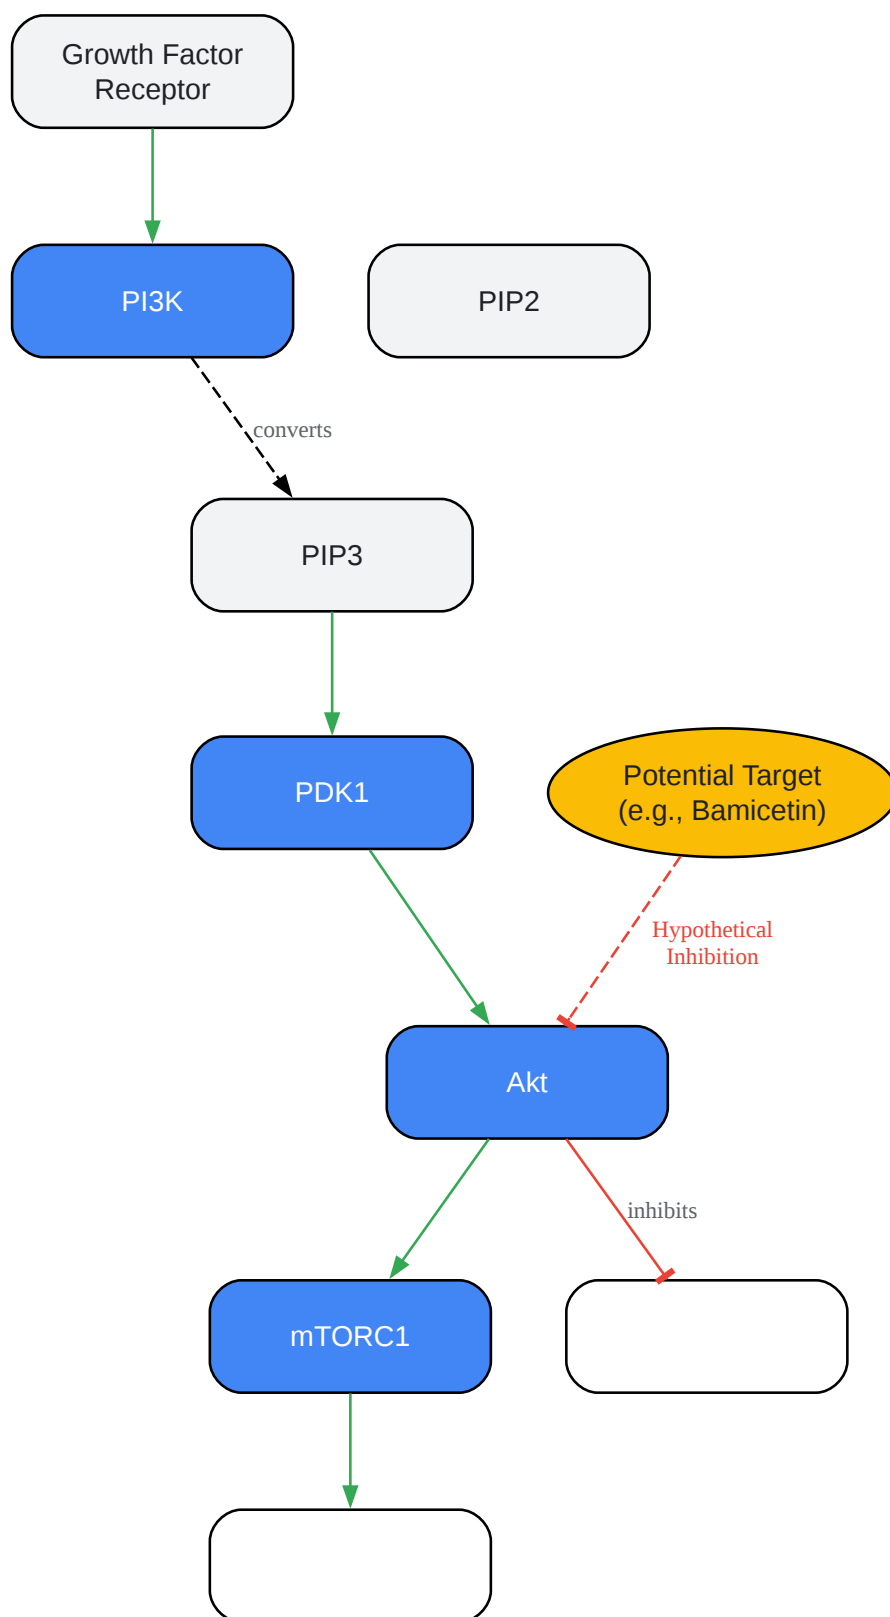 Growth Factor
Receptor
PI3K
PIP2
converts
PIP3
PDK1
Potential Target
(e.g., Bamicetin)
Hypothetical
Inhibition
Akt
inhibits
mTORC1